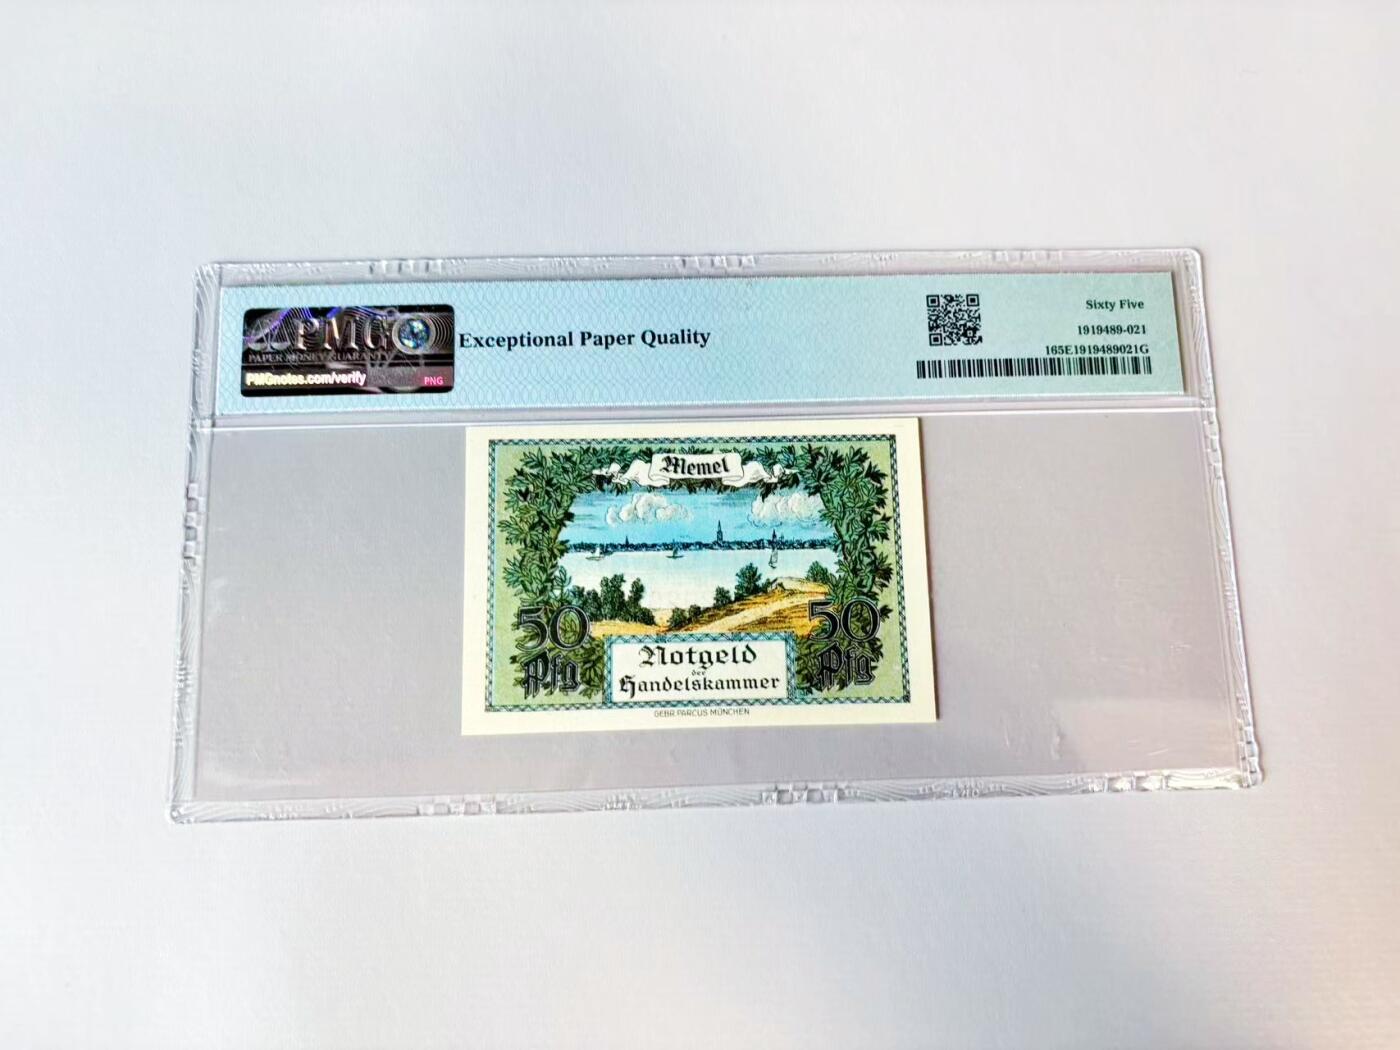 PMG
PAPER MONEY GUARANTY
PMGnotes.com/verify
PNG
Exceptional Paper Quality
Sixty Five
1919489-021
165E1919489021G
Memel
50
Pfg
50
Pfg
Notgeld
der
Handelskammer
GEBR. PARCUS MÜNCHEN